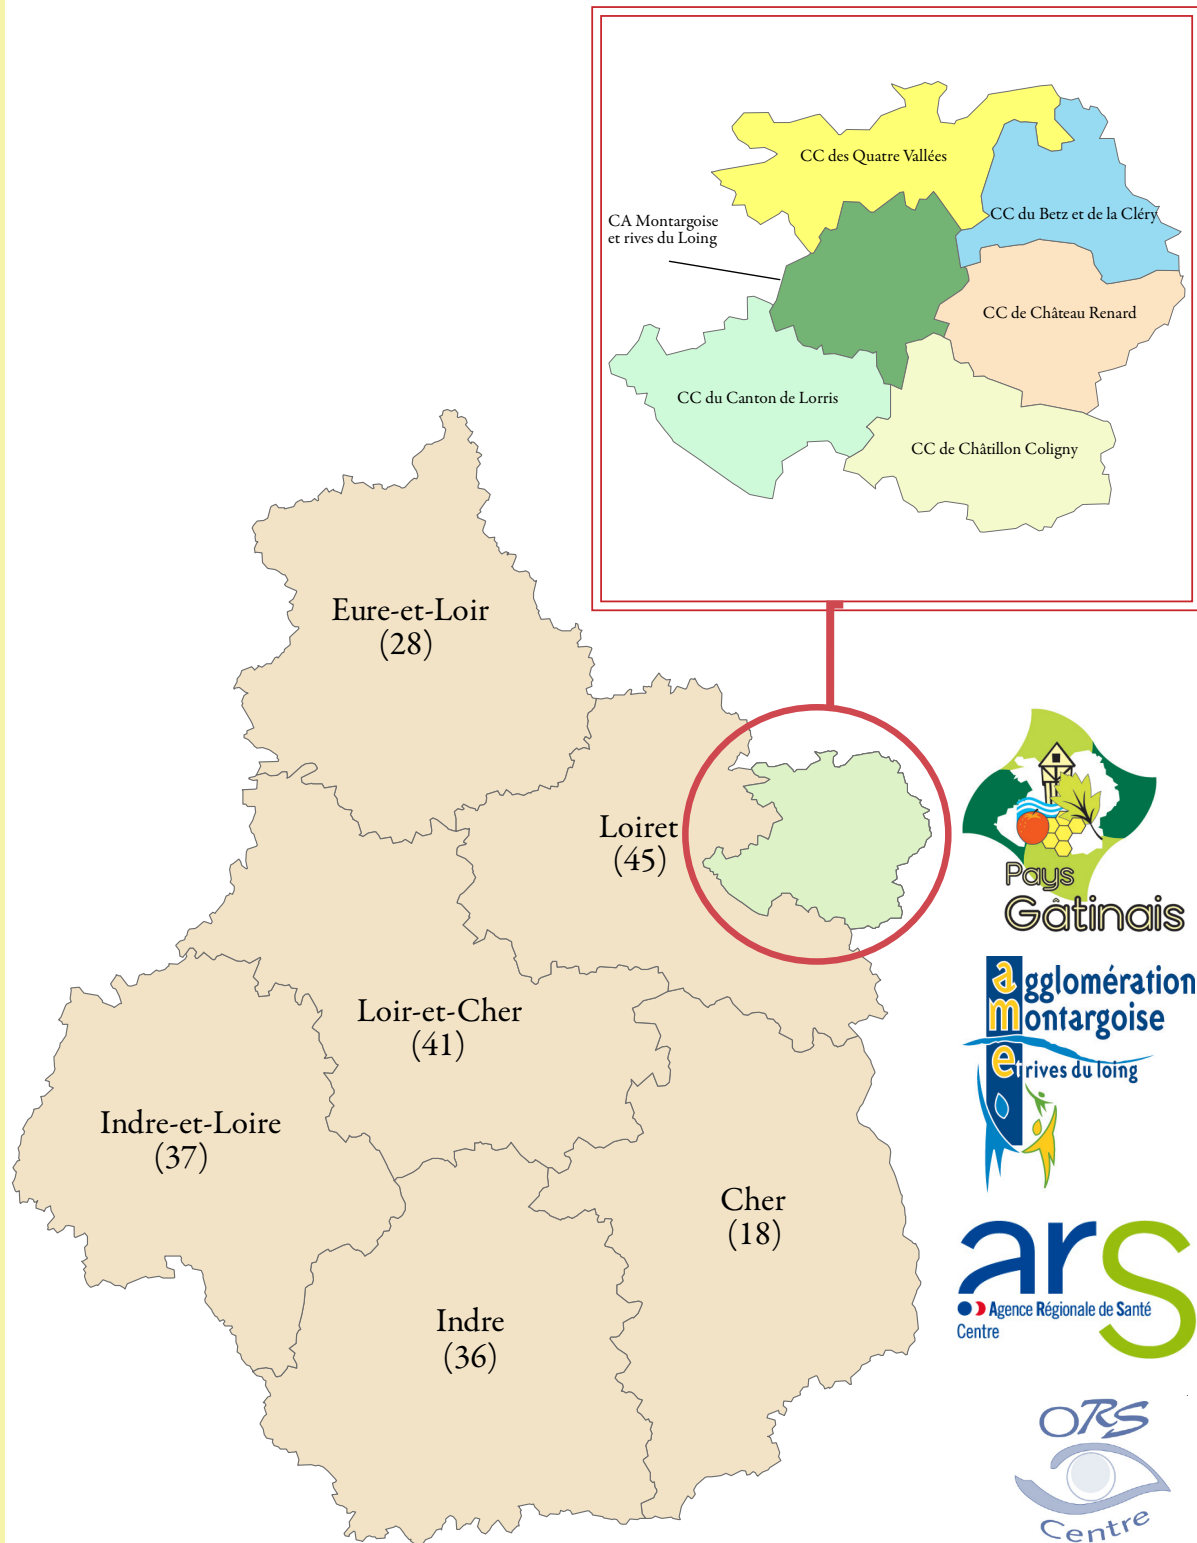 CC des Quatre Vallées
CC du Betz et de la Cléry
CA Montargoise
et rives du Loing
CC de Château Renard
CC du Canton de Lorris
CC de Châtillon Coligny
Eure-et-Loir
(28)
Loiret
(45)
Loir-et-Cher
(41)
Indre-et-Loire
(37)
Cher
(18)
Indre
(36)
Pays
Gâtinais
agglomération
montargoise
et rives du loing
ars
Agence Régionale de Santé
Centre
ORS
Centre